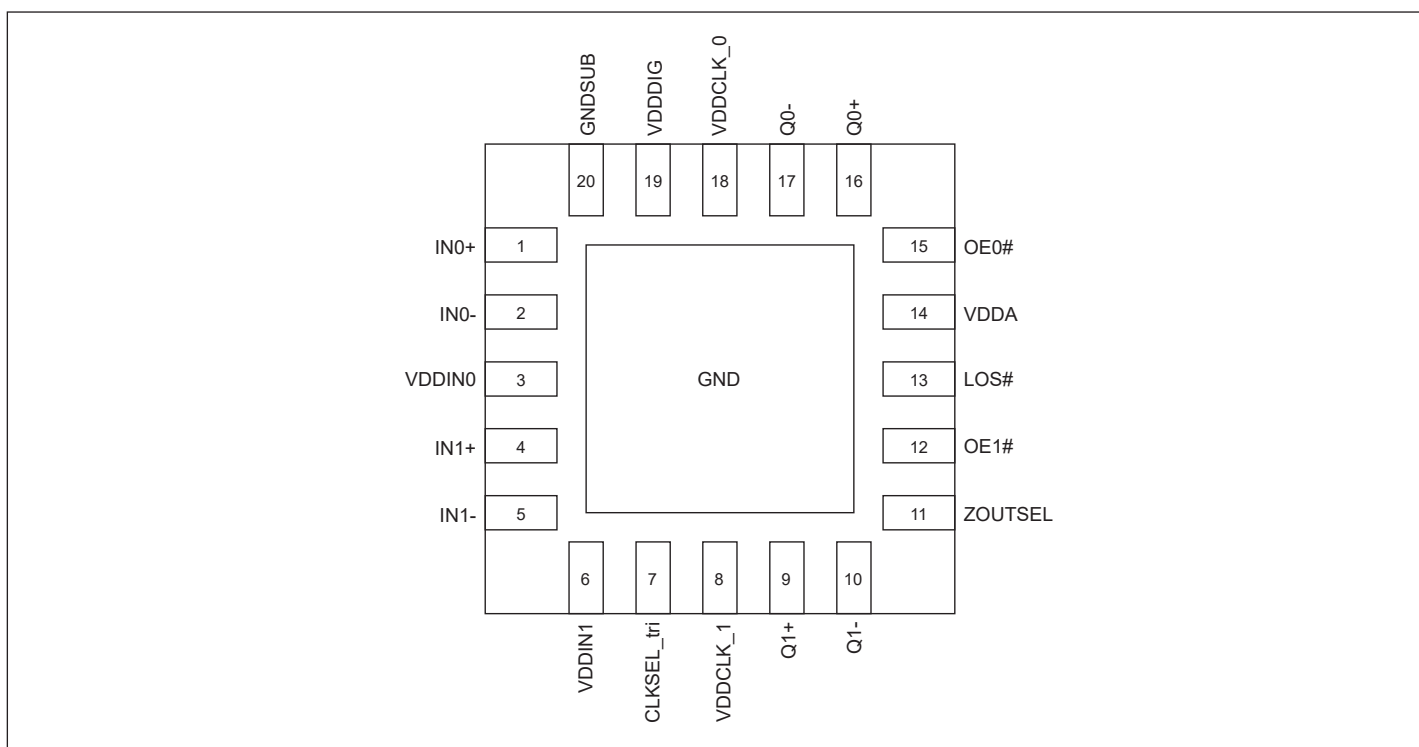 GNDSUB
VDDDIG
VDDCLK_0
Q0-
Q0+
20
19
18
17
16
IN0+
1
15
OE0#
IN0-
2
14
VDDA
VDDIN0
3
GND
13
LOS#
IN1+
4
12
OE1#
IN1-
5
11
ZOUTSEL
6
7
8
9
10
VDDIN1
CLKSEL_tri
VDDCLK_1
Q1+
Q1-